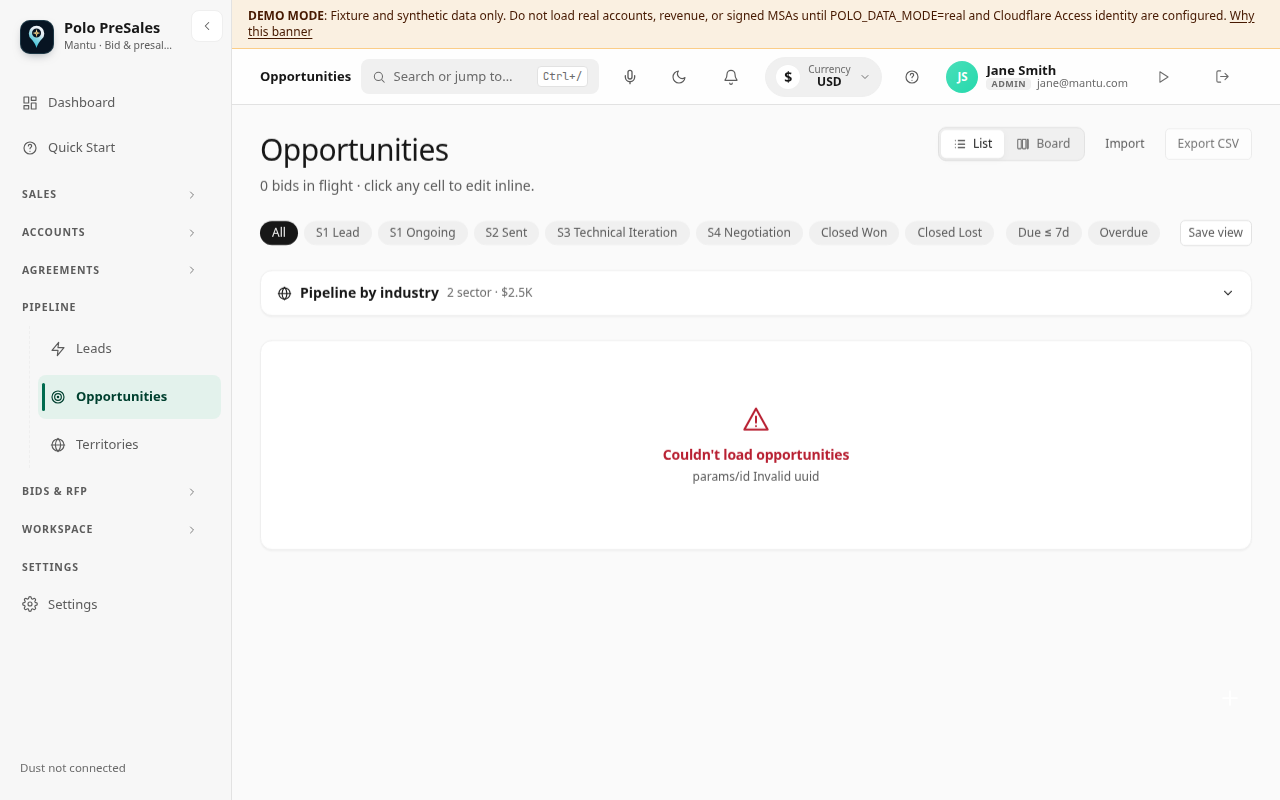 Polo PreSales
Mantu · Bid & presal...
Dashboard
Quick Start
SALES
ACCOUNTS
AGREEMENTS
PIPELINE
Leads
Opportunities
Territories
BIDS & RFP
WORKSPACE
SETTINGS
Settings
Dust not connected
DEMO MODE: Fixture and synthetic data only. Do not load real accounts, revenue, or signed MSAs until POLO_DATA_MODE=real and Cloudflare Access identity are configured. Why
this banner
Opportunities
Search or jump to...
Ctrl+/
$
Currency
USD
JS
Jane Smith
ADMIN jane@mantu.com
Opportunities
List
Board
Import
Export CSV
0 bids in flight · click any cell to edit inline.
All
S1 Lead
S1 Ongoing
S2 Sent
S3 Technical Iteration
S4 Negotiation
Closed Won
Closed Lost
Due ≤ 7d
Overdue
Save view
Pipeline by industry 2 sector · $2.5K
Couldn't load opportunities
params/id Invalid uuid